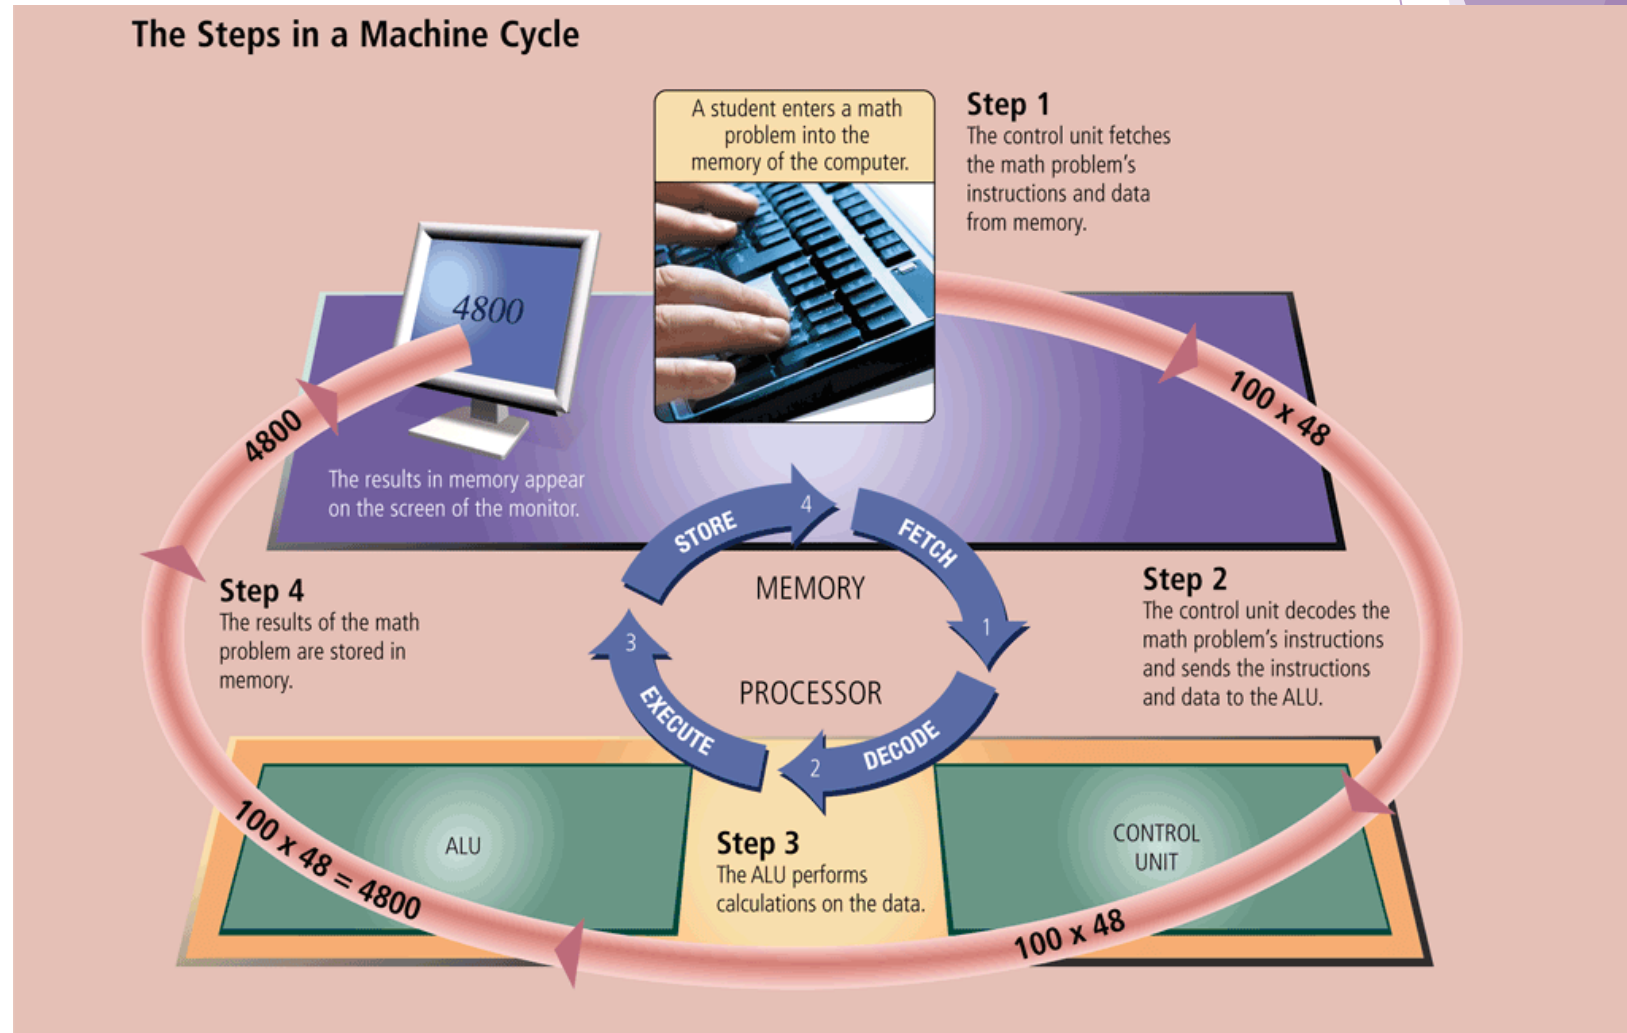 The Steps in a Machine Cycle
A student enters a math
problem into the
memory of the computer.
Step 1
The control unit fetches
the math problem's
instructions and data
from memory.
4800
100 x 48
4800
The results in memory appear
on the screen of the monitor.
STORE
4
FETCH
1
MEMORY
PROCESSOR
3
EXECUTE
2
DECODE
Step 2
The control unit decodes the
math problem's instructions
and sends the instructions
and data to the ALU.
Step 4
The results of the math
problem are stored in
memory.
ALU
100 x 48 = 4800
Step 3
The ALU performs
calculations on the data.
CONTROL
UNIT
100 x 48